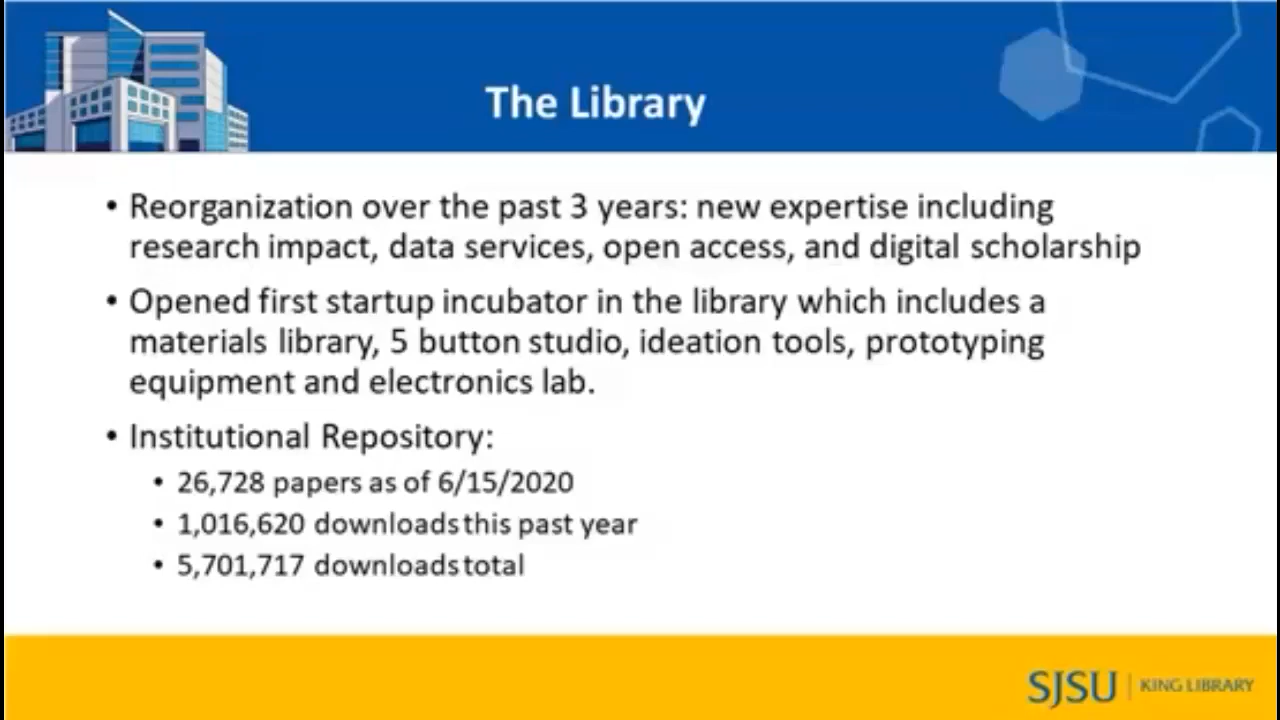 The Library
• Reorganization over the past 3 years: new expertise including
research impact, data services, open access, and digital scholarship
• Opened first startup incubator in the library which includes a
materials library, 5 button studio, ideation tools, prototyping
equipment and electronics lab.
• Institutional Repository:
• 26,728 papers as of 6/15/2020
• 1,016,620 downloads this past year
• 5,701,717 downloads total
SJSU | KING LIBRARY